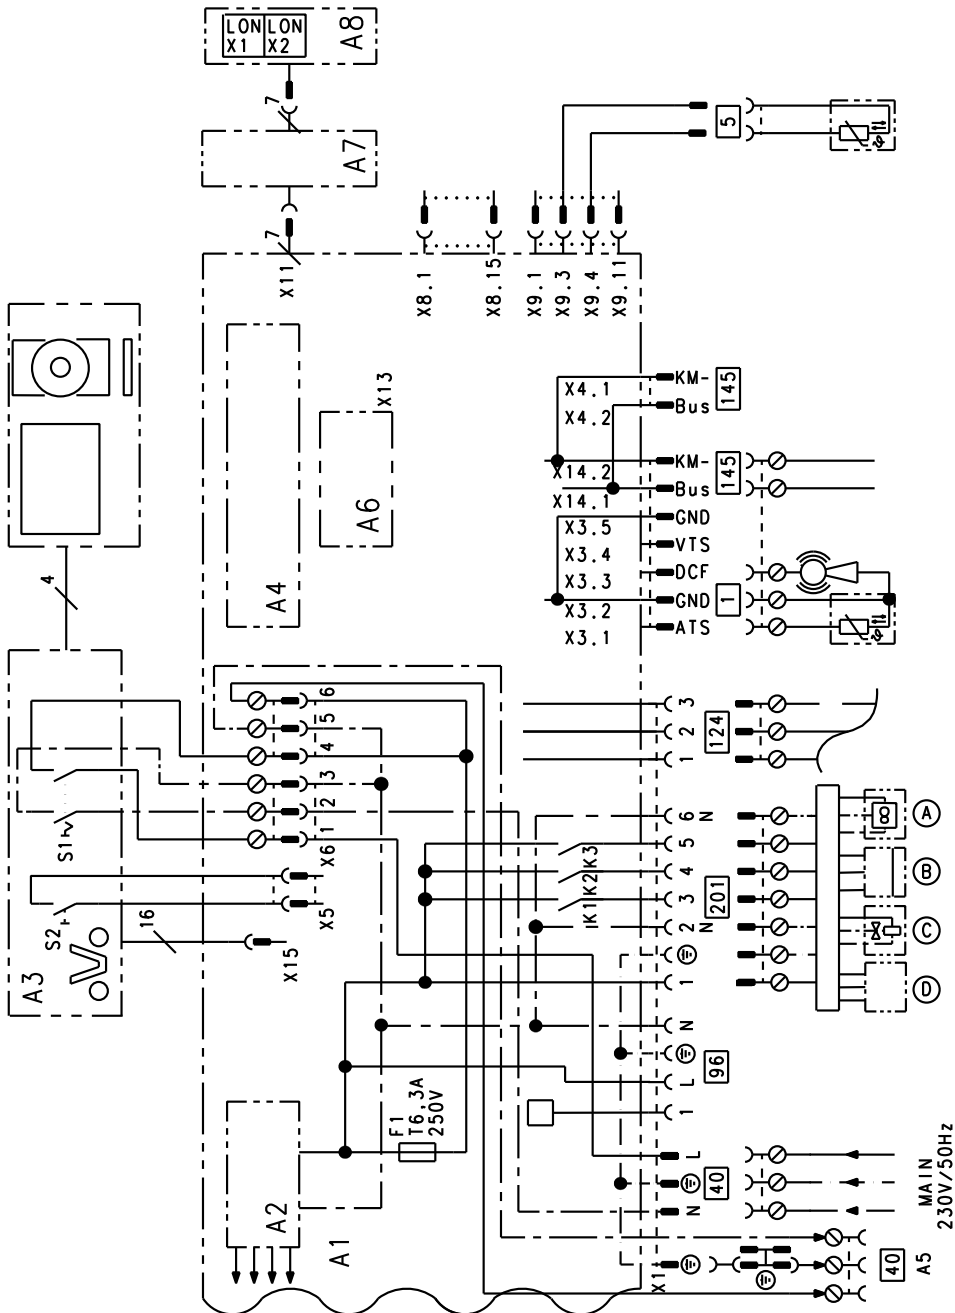 LON X1
LON X2
A8
7
A7
7
X11
X8.1
X8.15
X9.1
X9.3
X9.4
X9.11
5
ϑ
A4
A6
X13
4
X4.1
X4.2
X14.2
X14.1
X3.5
X3.4
X3.3
X3.2
X3.1
KM-
Bus
145
KM-
Bus
145
GND
VTS
DCF
GND
ATS
1
ϑ
6
5
4
3
2
1
X6
X5
S1
S2
16
X15
A3
3
2
1
124
6 N
5
4
3
2 N
1
201
K3
K2
K1
A
B
C
D
N
L
1
96
L
N
40
F1
T6,3A
250V
A2
A1
X1
MAIN
230V/50Hz
40
A5